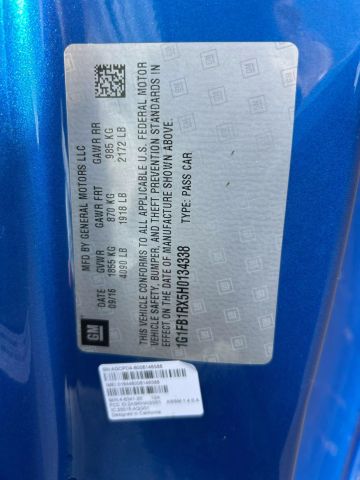 MFD BY GENERAL MOTORS LLC
DATE GVWR GAWR FRT GAWR RR
09/16 1855 KG 870 KG 985 KG
4090 LB 1918 LB 2172 LB
THIS VEHICLE CONFORMS TO ALL APPLICABLE U.S. FEDERAL MOTOR
VEHICLE SAFETY, BUMPER, AND THEFT PREVENTION STANDARDS IN
EFFECT ON THE DATE OF MANUFACTURE SHOWN ABOVE.
1G1FB1RX5H0134338 TYPE: PASS CAR
GM
Designed in California